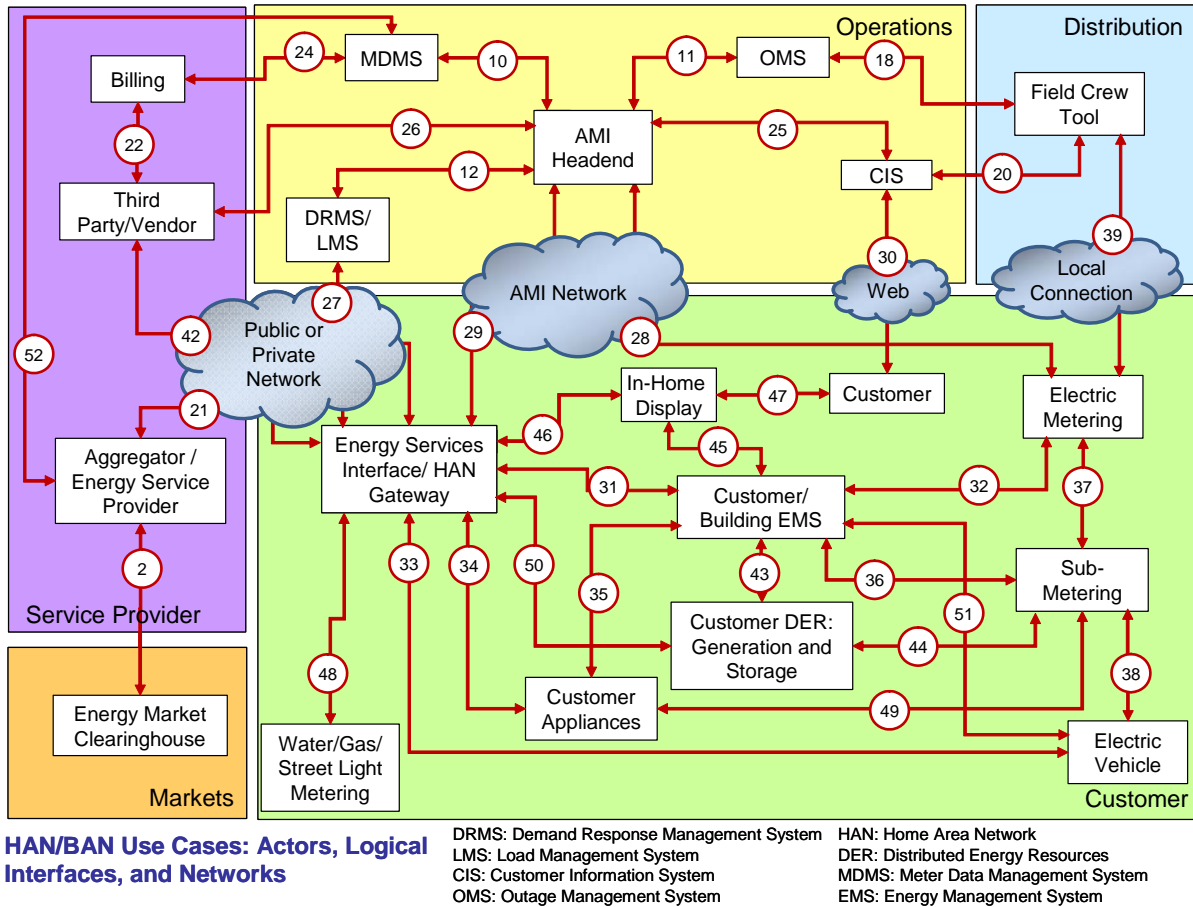 Operations
Distribution
24
MDMS
10
11
OMS
18
Billing
Field Crew
Tool
22
26
AMI
Headend
25
12
CIS
20
Third
Party/Vendor
DRMS/
LMS
30
39
Local
Connection
27
AMI Network
Web
42
Public or
Private
Network
29
28
52
21
In-Home
Display
47
Customer
Electric
Metering
46
45
Aggregator /
Energy Service
Provider
Energy Services
Interface/ HAN
Gateway
31
Customer/
Building EMS
32
37
2
33
34
50
43
36
Sub-
Metering
35
51
Service Provider
Customer DER:
Generation and
Storage
44
48
38
Customer
Appliances
49
Energy Market
Clearinghouse
Water/Gas/
Street Light
Metering
Electric
Vehicle
Markets
Customer
HAN/BAN Use Cases: Actors, Logical
Interfaces, and Networks
DRMS: Demand Response Management System
LMS: Load Management System
CIS: Customer Information System
OMS: Outage Management System
HAN: Home Area Network
DER: Distributed Energy Resources
MDMS: Meter Data Management System
EMS: Energy Management System